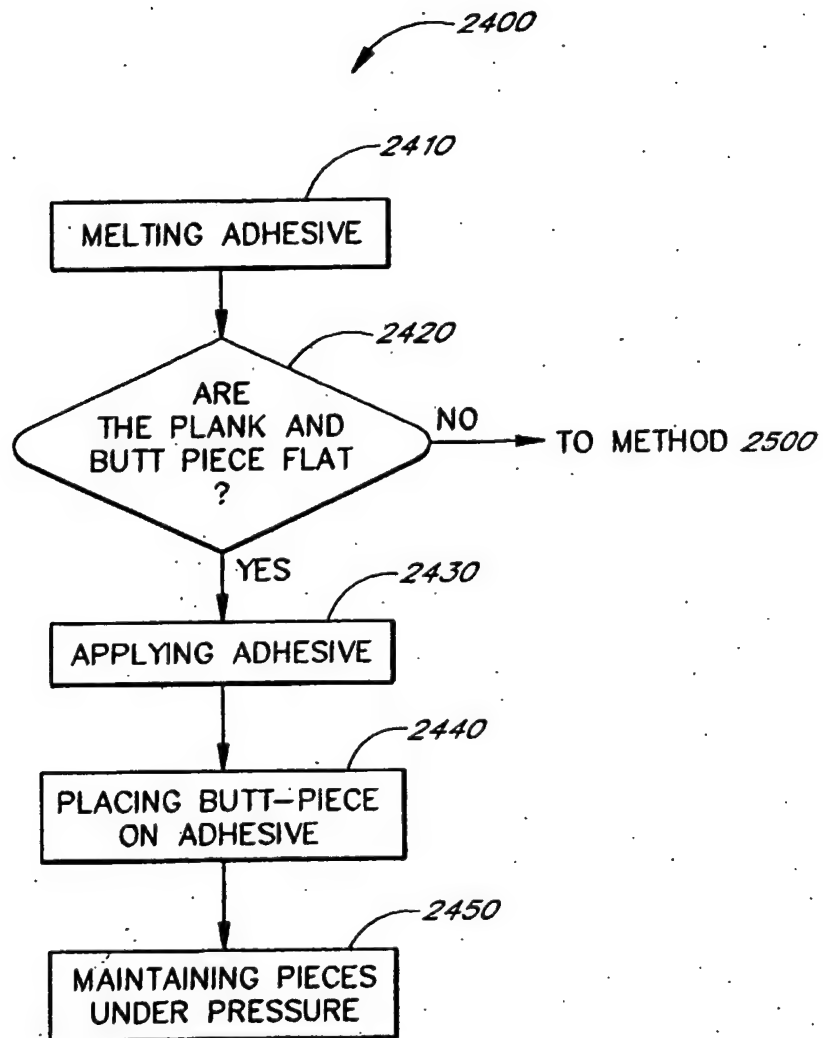 2400
2410
MELTING ADHESIVE
2420
ARE
THE PLANK AND
BUTT PIECE FLAT
?
NO
TO METHOD 2500
YES
2430
APPLYING ADHESIVE
2440
PLACING BUTT-PIECE
ON ADHESIVE
2450
MAINTAINING PIECES
UNDER PRESSURE